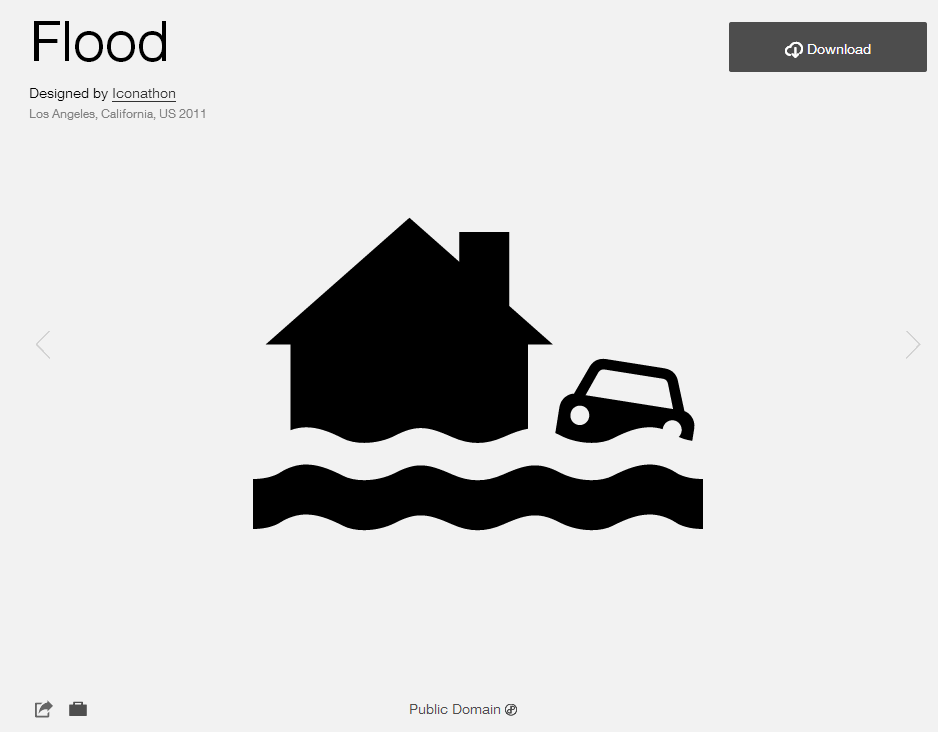 Flood
Download
Designed by Iconathon
Los Angeles, California, US 2011
Public Domain